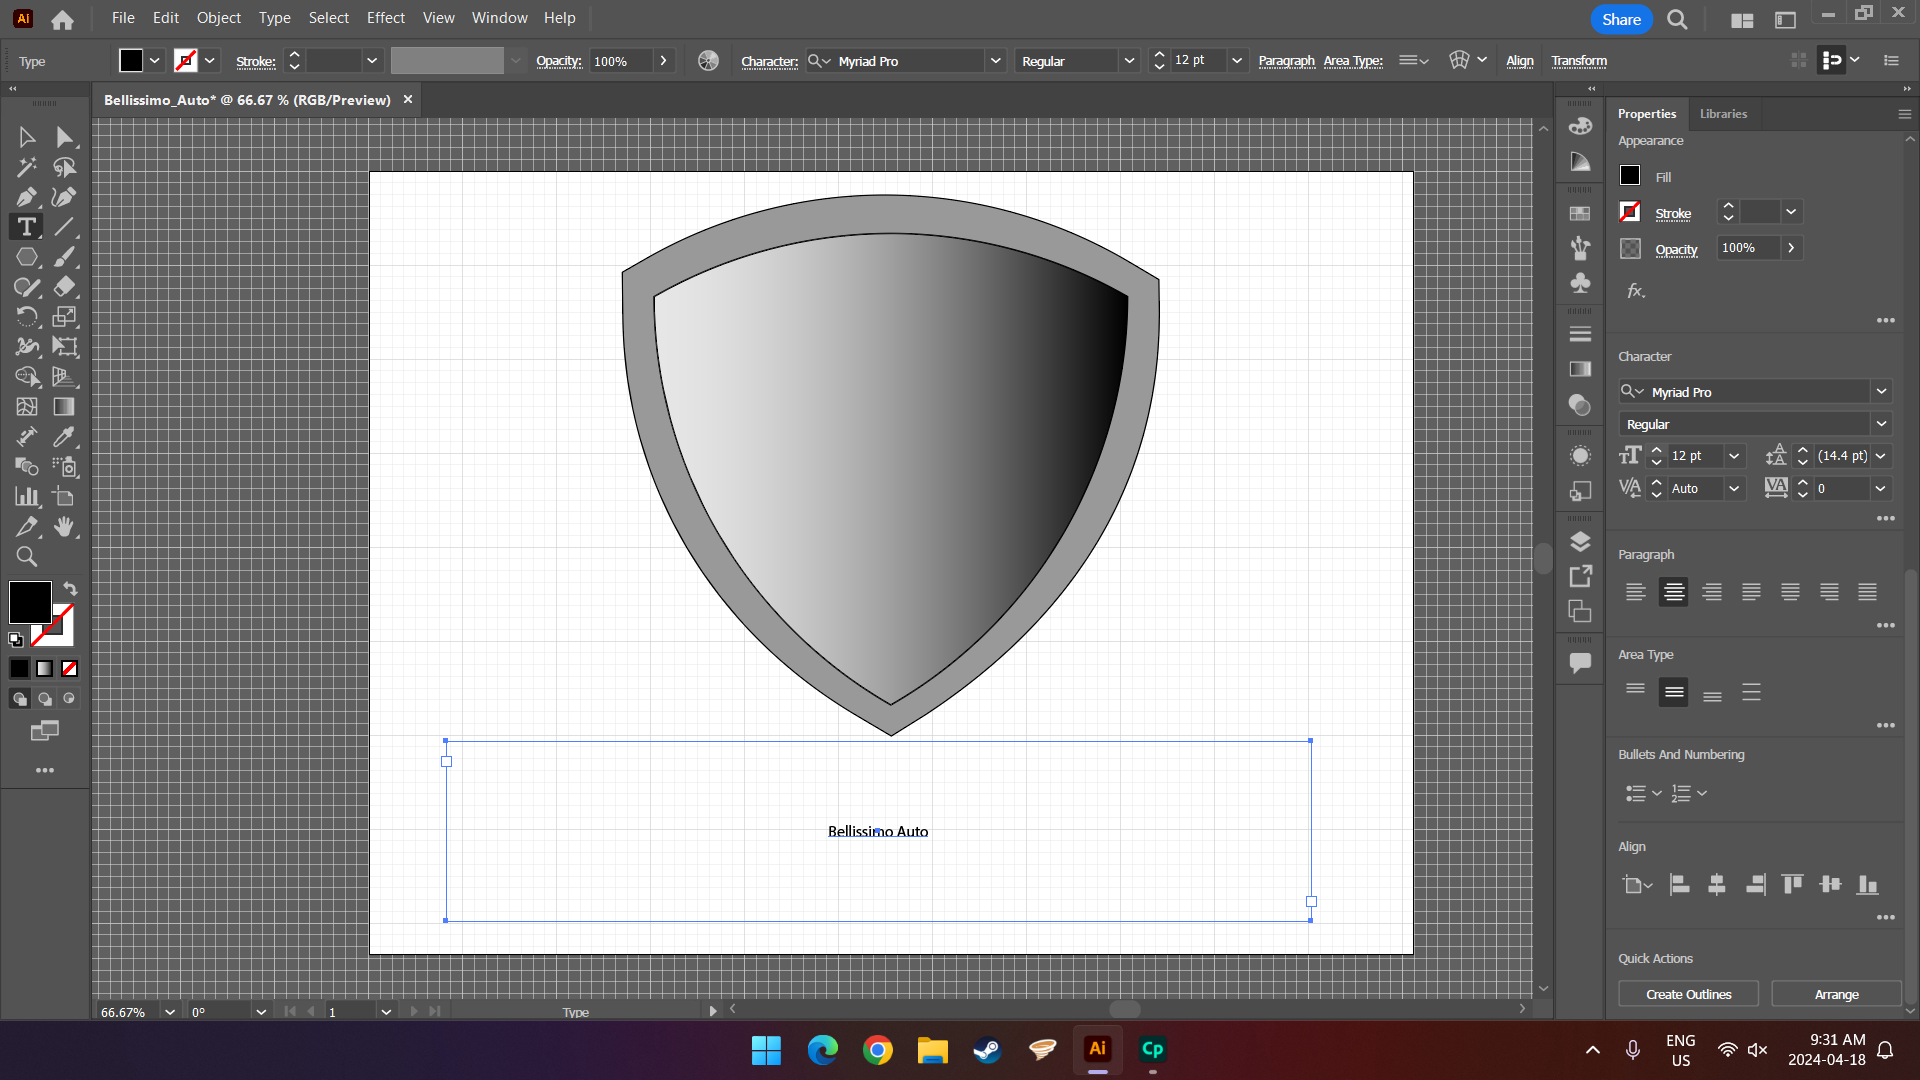 Ai File Edit Object Type Select Effect View Window Help Share
Type Stroke: Opacity: 100% Character: Myriad Pro Regular 12 pt Paragraph Area Type: Align Transform
Bellissimo_Auto* @ 66.67 % (RGB/Preview) ×
Properties Libraries
Appearance
Fill
Stroke
Opacity 100%
fx.
Character
Myriad Pro
Regular
12 pt (14.4 pt)
Auto 0
Paragraph
Area Type
Bullets And Numbering
Bellissimo Auto
Align
Quick Actions
Create Outlines Arrange
66.67% 0° 1 Type
Ai Cp
ENG
US
9:31 AM
2024-04-18